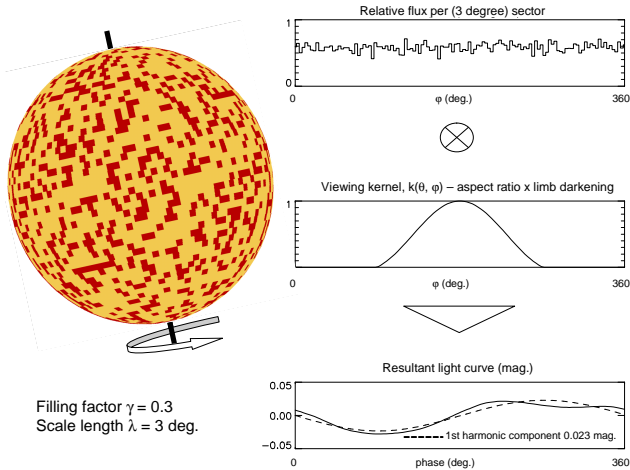 Relative flux per (3 degree) sector
1
0
0
φ (deg.)
360
Viewing kernel, k(θ, φ) – aspect ratio x limb darkening
1
0
0
φ (deg.)
360
Resultant light curve (mag.)
0.05
0.00
−0.05
1st harmonic component 0.023 mag.
0
phase (deg.)
360
Filling factor γ = 0.3
Scale length λ = 3 deg.